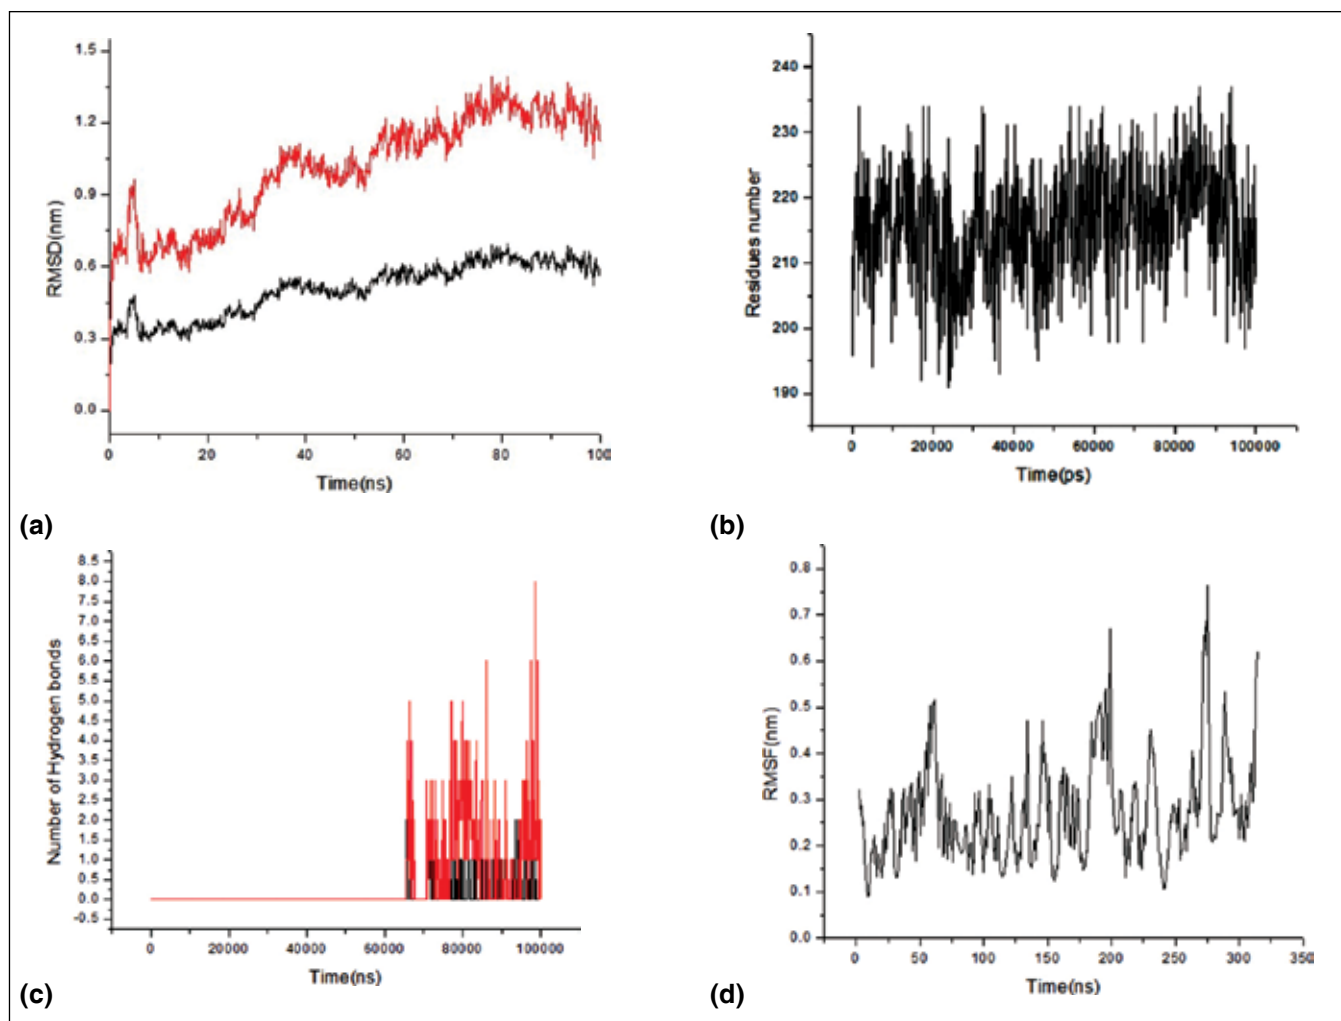 1.5
1.2
0.9
0.6
0.3
0.0
RMSD(nm)
0 20 40 60 80 100
Time(ns)
(a)
240
230
220
210
200
190
Residues number
0 20000 40000 60000 80000 100000
Time(ps)
(b)
8.5
8.0
7.5
7.0
6.5
6.0
5.5
5.0
4.5
4.0
3.5
3.0
2.5
2.0
1.5
1.0
0.5
0.0
-0.5
Number of Hydrogen bonds
0 20000 40000 60000 80000 100000
Time(ns)
(c)
0.8
0.7
0.6
0.5
0.4
0.3
0.2
0.1
0.0
RMSF(nm)
0 50 100 150 200 250 300 350
Time(ns)
(d)